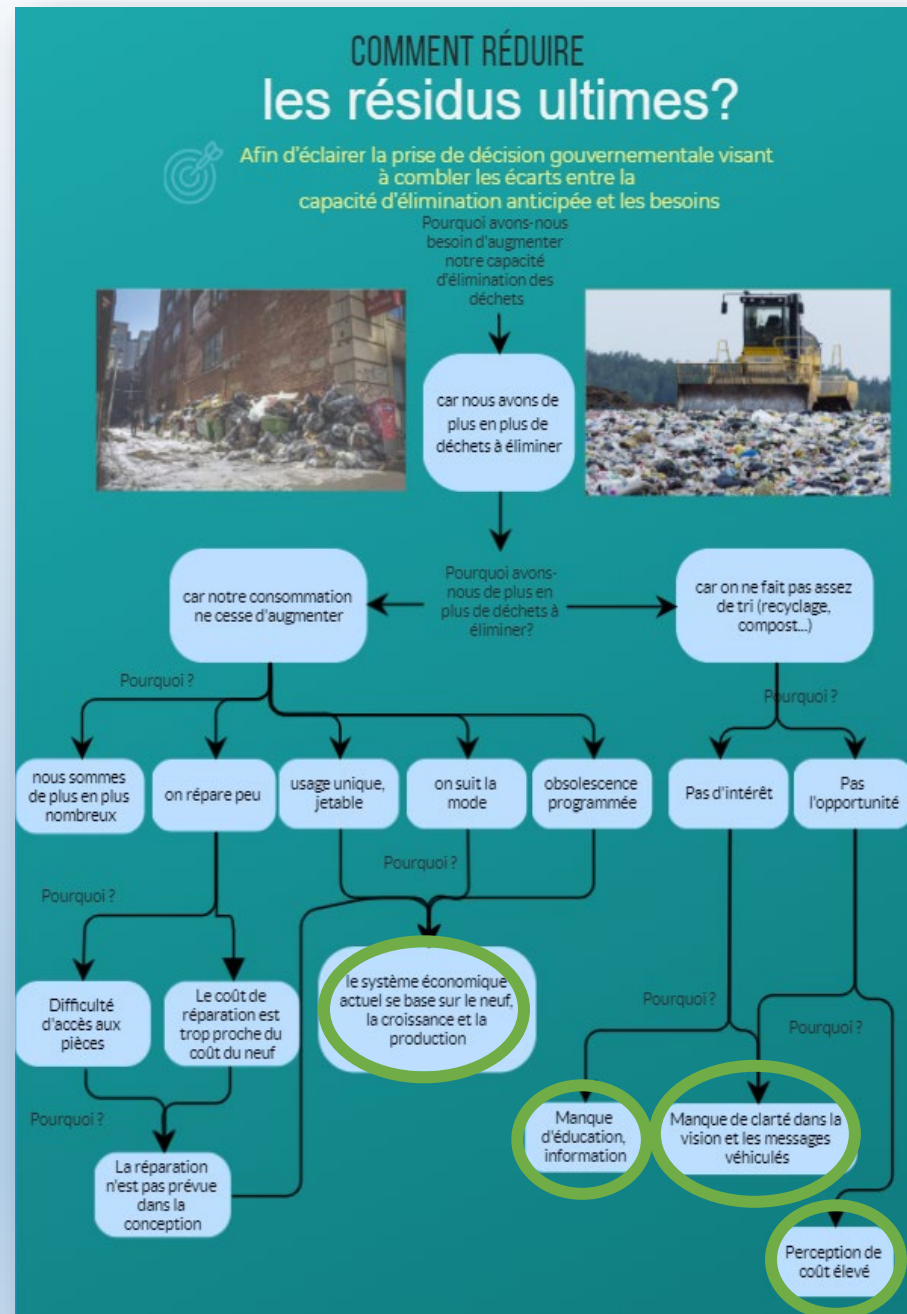 COMMENT RÉDUIRE
les résidus ultimes?
Afin d'éclairer la prise de décision gouvernementale visant
à combler les écarts entre la
capacité d'élimination anticipée et les besoins
Pourquoi avons-nous
besoin d'augmenter
notre capacité
d'élimination des
déchets
car nous avons de
plus en plus de
déchets à éliminer
Pourquoi avons-
nous de plus en
plus de déchets à
éliminer?
car notre consommation
ne cesse d'augmenter
car on ne fait pas assez
de tri (recyclage,
compost...)
Pourquoi ?
Pourquoi ?
nous sommes
de plus en plus
nombreux
on répare peu
usage unique,
jetable
on suit la
mode
obsolescence
programmée
Pas d'intérêt
Pas
l'opportunité
Pourquoi ?
Pourquoi ?
Difficulté
d'accès aux
pièces
Le coût de
réparation est
trop proche du
coût du neuf
le système économique
actuel se base sur le neuf,
la croissance et la
production
Pourquoi ?
Pourquoi ?
Pourquoi ?
La réparation
n'est pas prévue
dans la
conception
Manque
d'éducation,
information
Manque de clarté dans la
vision et les messages
véhiculés
Perception de
coût élevé